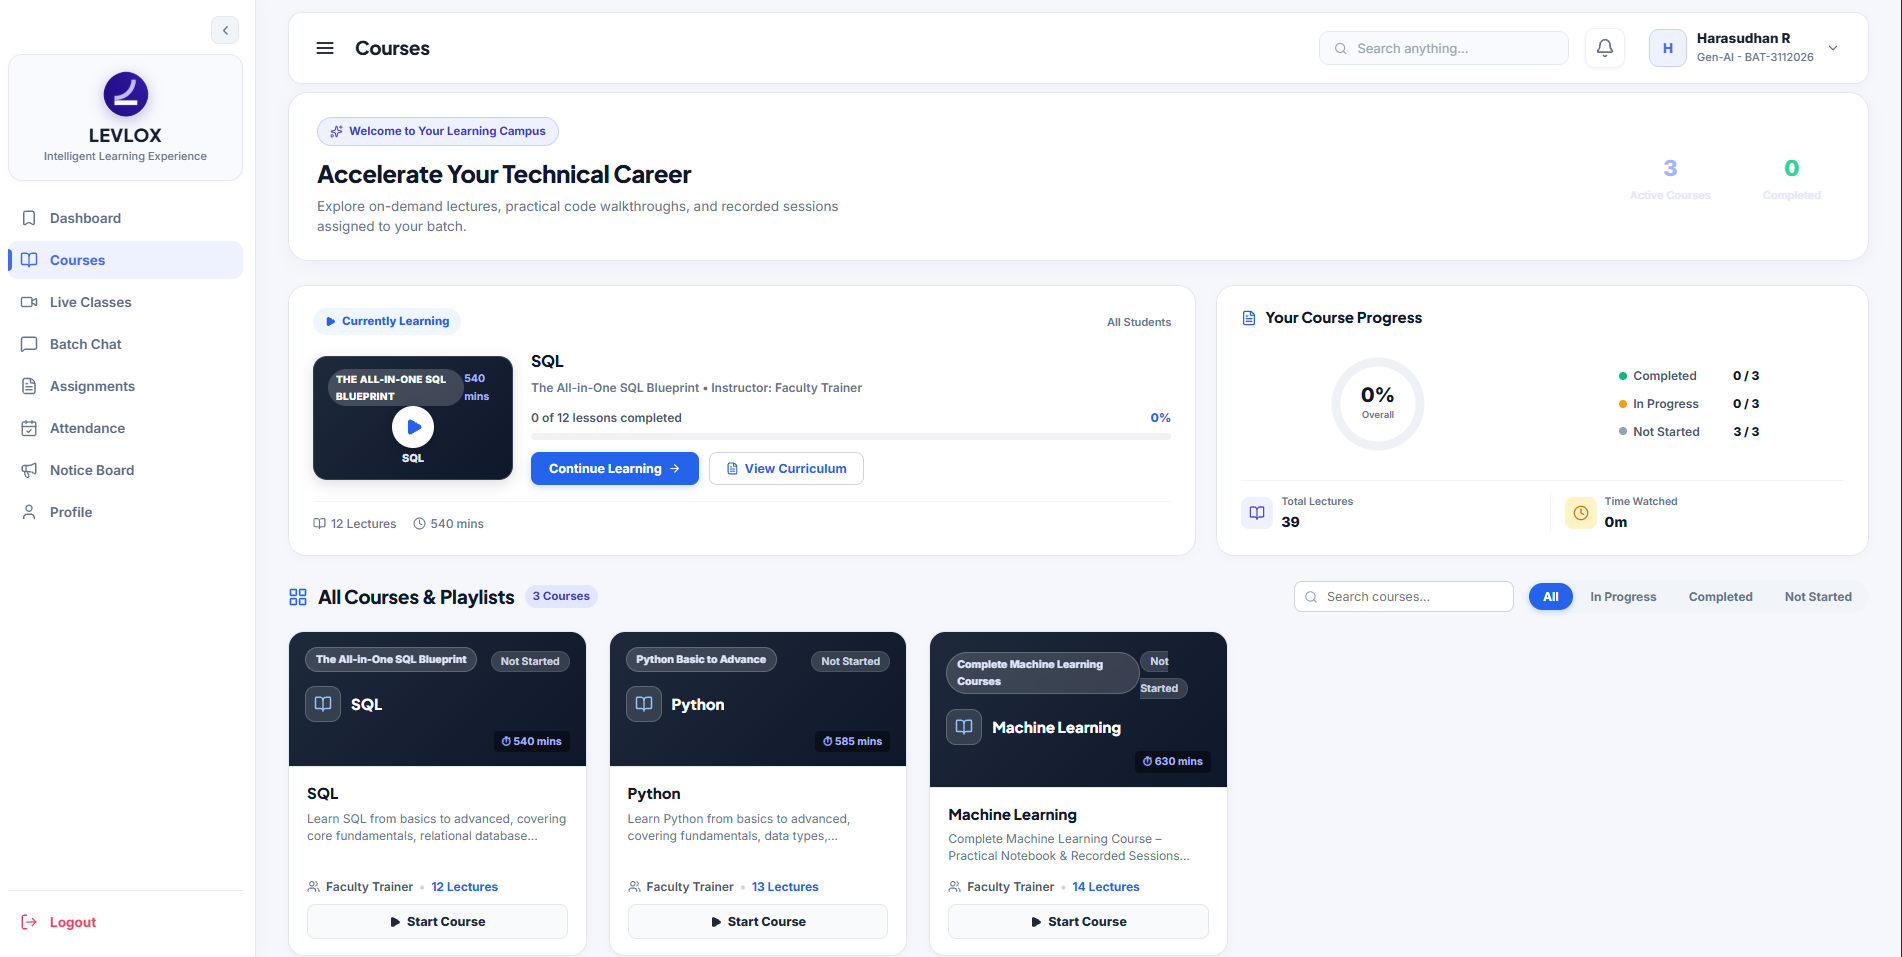 LEVLOX
Intelligent Learning Experience
Dashboard
Courses
Live Classes
Batch Chat
Assignments
Attendance
Notice Board
Profile
Logout
Courses
Search anything...
H
Harasudhan R
Gen-AI - BAT-3112026
Welcome to Your Learning Campus
Accelerate Your Technical Career
Explore on-demand lectures, practical code walkthroughs, and recorded sessions
assigned to your batch.
3
Active Courses
0
Completed
Currently Learning
All Students
THE ALL-IN-ONE SQL
BLUEPRINT
540
mins
SQL
SQL
The All-in-One SQL Blueprint • Instructor: Faculty Trainer
0 of 12 lessons completed
0%
Continue Learning →
View Curriculum
12 Lectures
540 mins
Your Course Progress
0%
Overall
Completed 0 / 3
In Progress 0 / 3
Not Started 3 / 3
Total Lectures
39
Time Watched
0m
All Courses & Playlists
3 Courses
Search courses...
All
In Progress
Completed
Not Started
The All-in-One SQL Blueprint
Not Started
SQL
540 mins
SQL
Learn SQL from basics to advanced, covering
core fundamentals, relational database...
Faculty Trainer • 12 Lectures
Start Course
Python Basic to Advance
Not Started
Python
585 mins
Python
Learn Python from basics to advanced,
covering fundamentals, data types,...
Faculty Trainer • 13 Lectures
Start Course
Complete Machine Learning
Courses
Not
Started
Machine Learning
630 mins
Machine Learning
Complete Machine Learning Course –
Practical Notebook & Recorded Sessions...
Faculty Trainer • 14 Lectures
Start Course